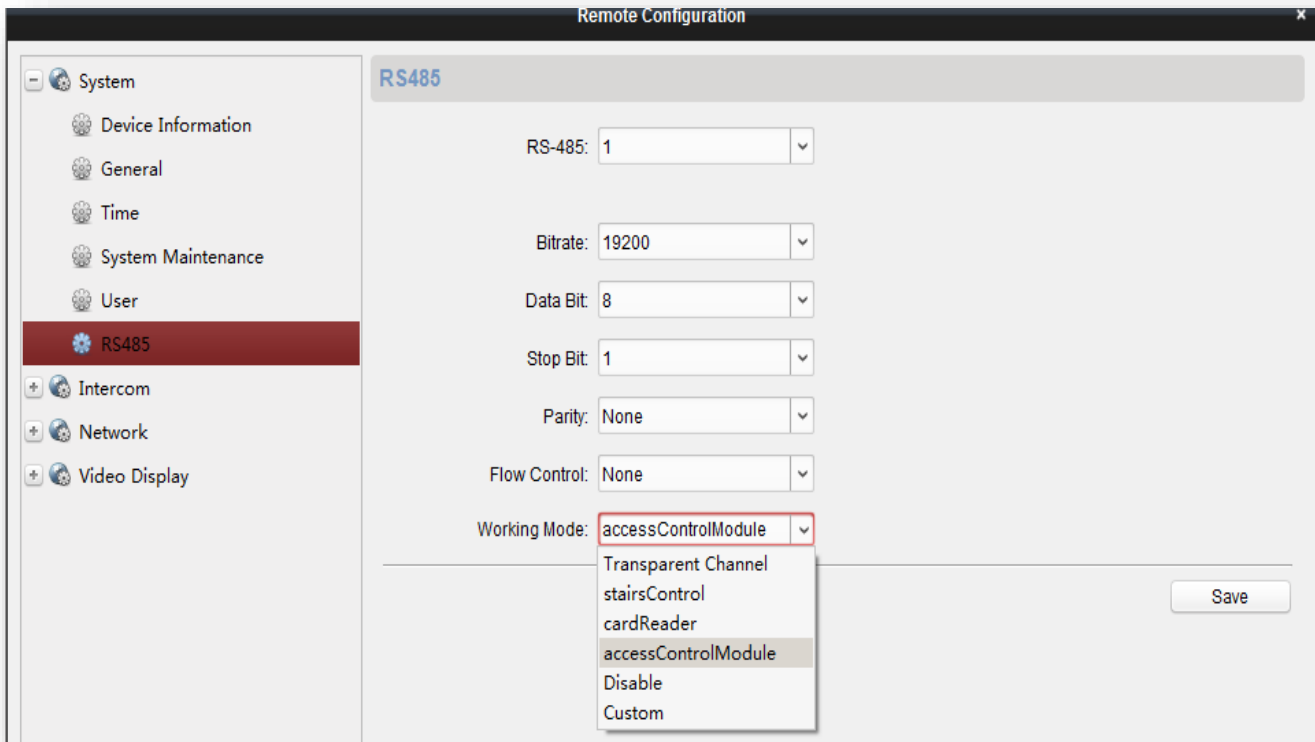 Remote Configuration
x
System
Device Information
General
Time
System Maintenance
User
RS485
Intercom
Network
Video Display
RS485
RS-485: 1
Bitrate: 19200
Data Bit: 8
Stop Bit: 1
Parity: None
Flow Control: None
Working Mode: accessControlModule
Transparent Channel
stairsControl
cardReader
accessControlModule
Disable
Custom
Save